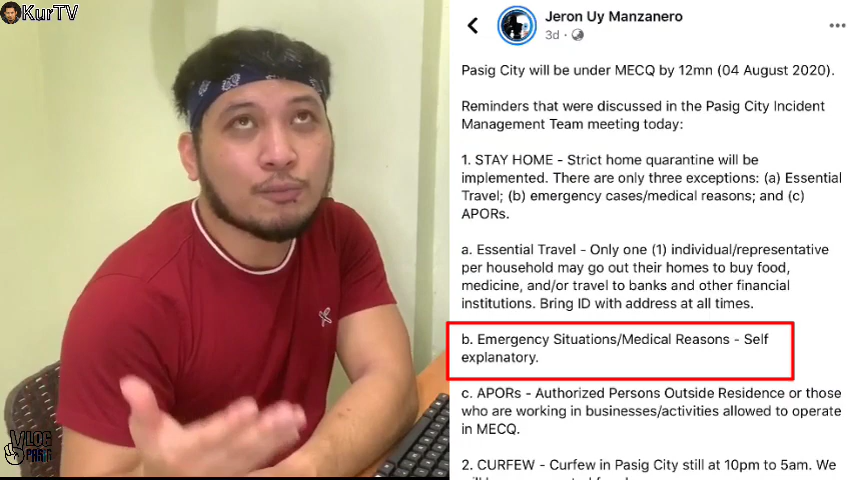 KurTV
Jeron Uy Manzanero
3d ·
Pasig City will be under MECQ by 12mn (04 August 2020).
Reminders that were discussed in the Pasig City Incident
Management Team meeting today:
1. STAY HOME - Strict home quarantine will be
implemented. There are only three exceptions: (a) Essential
Travel; (b) emergency cases/medical reasons; and (c)
APORs.
a. Essential Travel - Only one (1) individual/representative
per household may go out their homes to buy food,
medicine, and/or travel to banks and other financial
institutions. Bring ID with address at all times.
b. Emergency Situations/Medical Reasons - Self
explanatory.
c. APORs - Authorized Persons Outside Residence or those
who are working in businesses/activities allowed to operate
in MECQ.
2. CURFEW - Curfew in Pasig City still at 10pm to 5am. We
VLOG